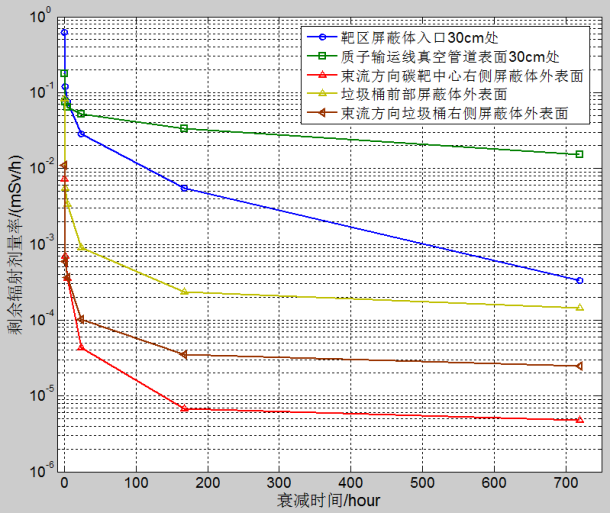 10^0
10^-1
10^-2
10^-3
10^-4
10^-5
10^-6
剩余辐射剂量率/(mSv/h)
靶区屏蔽体入口30cm处
质子输运线真空管道表面30cm处
束流方向碳靶中心右侧屏蔽体外表面
垃圾桶前部屏蔽体外表面
束流方向垃圾桶右侧屏蔽体外表面
0 100 200 300 400 500 600 700
衰减时间/hour